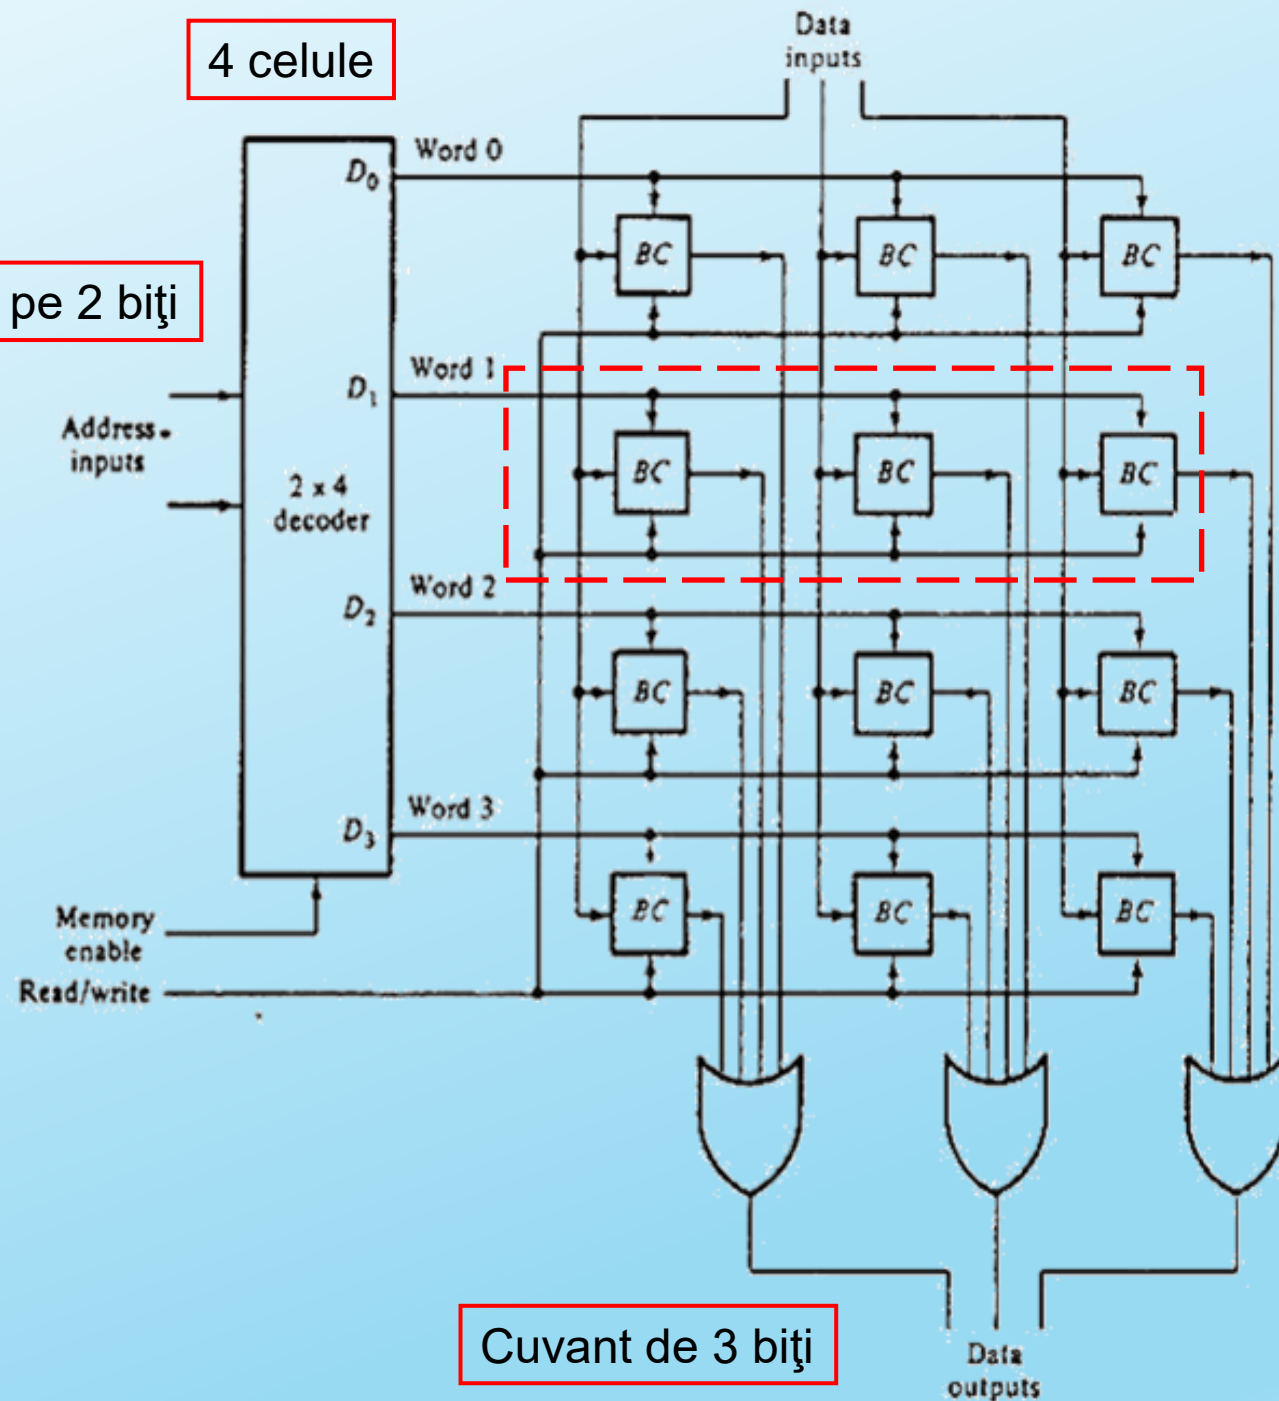 4 celule
Data
inputs
Word 0
D0
BC
BC
BC
pe 2 biţi
Word 1
D1
Address
inputs
BC
BC
BC
2 x 4
decoder
Word 2
D2
BC
BC
BC
Word 3
D3
BC
BC
BC
Memory
enable
Read/write
Cuvant de 3 biţi
Data
outputs